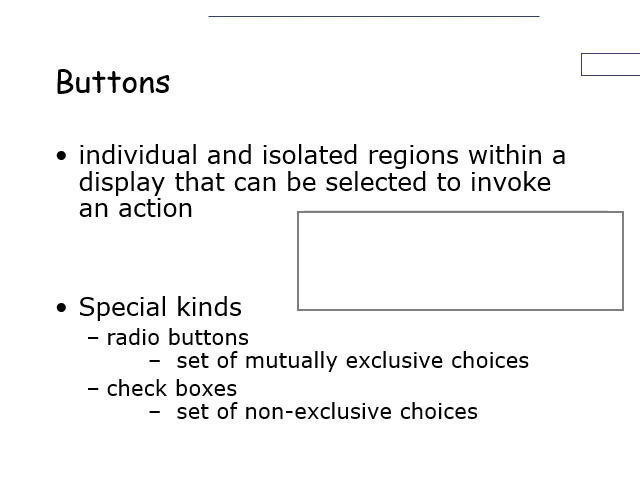 Buttons
• individual and isolated regions within a
display that can be selected to invoke
an action
• Special kinds
– radio buttons
– set of mutually exclusive choices
– check boxes
– set of non-exclusive choices